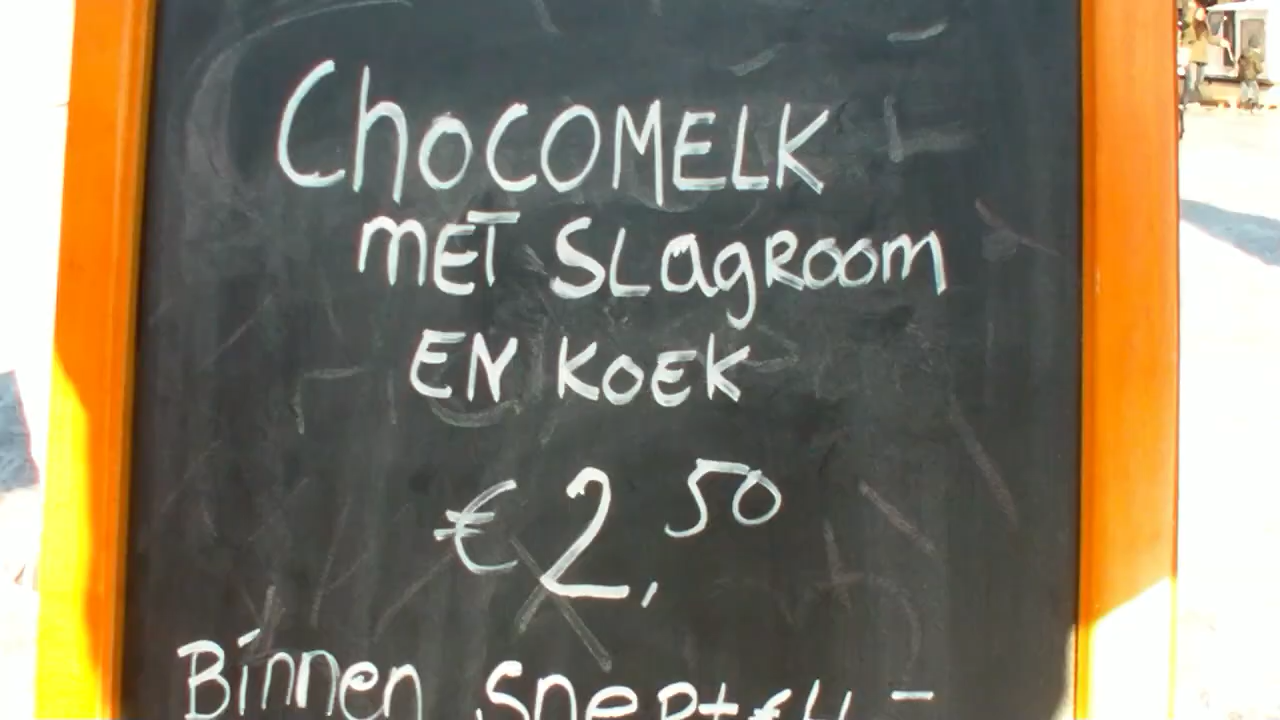 Chocomelk
met slagroom
en koek
€2,50
Binnen